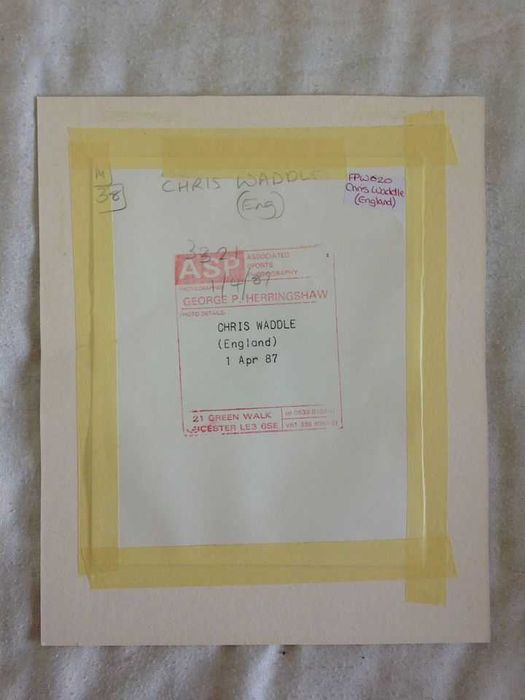 M
38
CHRIS WADDLE
(Eng)
FPW020
Chris Waddle
(England)
3321
ASP ASSOCIATED
SPORTS
PHOTOGRAPHY
1/4/87
GEORGE P. HERRINGSHAW
PHOTO DETAILS:
CHRIS WADDLE
(England)
1 Apr 87
21 GREEN WALK
LEICESTER LE3 6SE